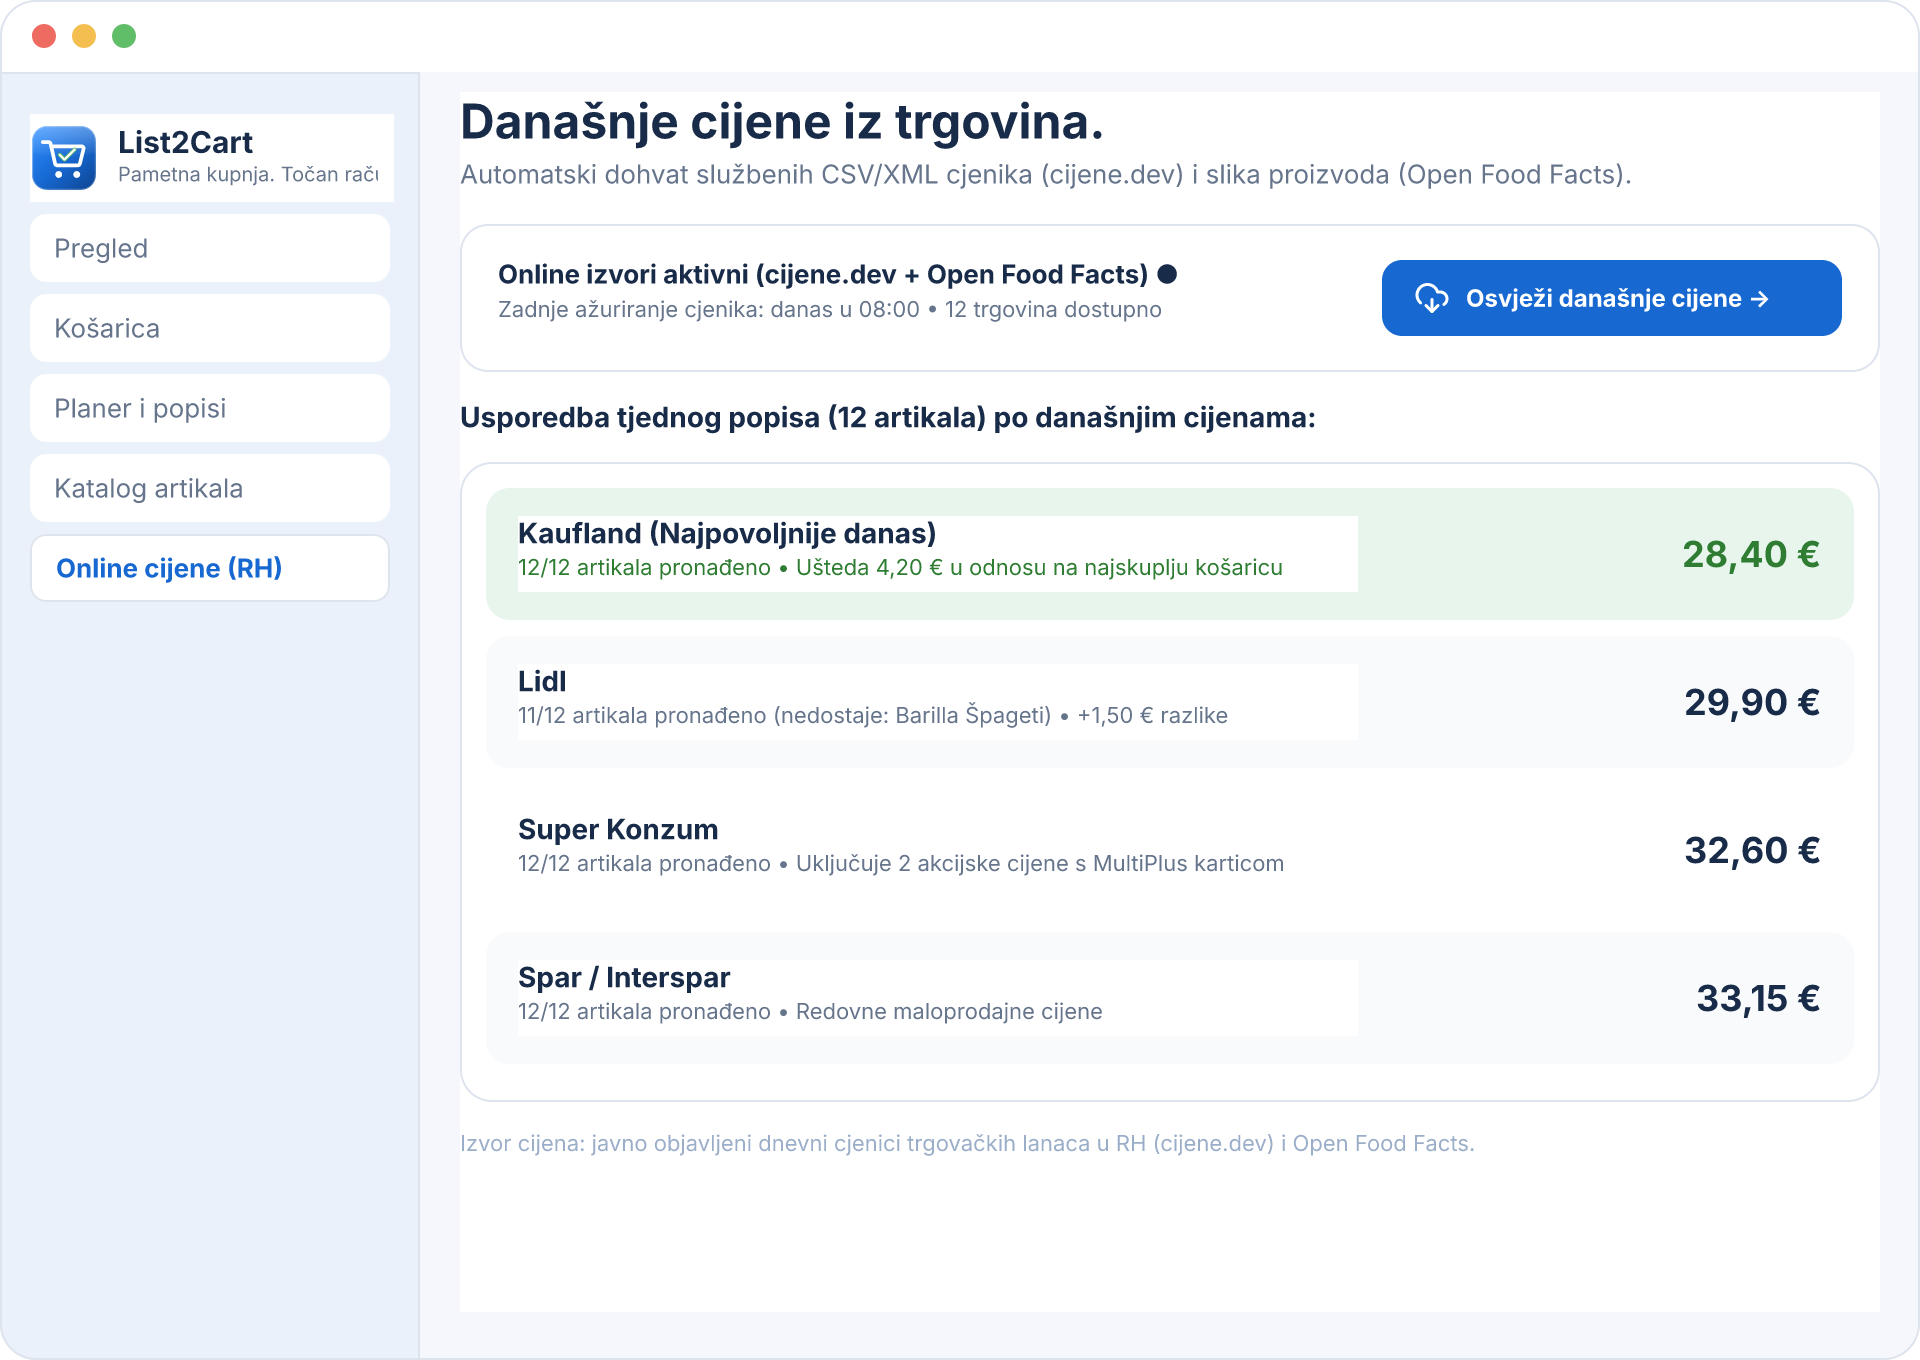 List2Cart
Pametna kupnja. Točan
Pregled
Košarica
Planer i popisi
Katalog artikala
Online cijene (RH)
Današnje cijene iz trgovina.
Automatski dohvat službenih CSV/XML cjenika (cijene.dev) i slika proizvoda (Open Food Facts).
Online izvori aktivni (cijene.dev + Open Food Facts) ●
Zadnje ažuriranje cjenika: danas u 08:00 • 12 trgovina dostupno
Osvježi današnje cijene →
Usporedba tjednog popisa (12 artikala) po današnjim cijenama:
Kaufland (Najpovoljnije danas)
12/12 artikala pronađeno • Ušteda 4,20 € u odnosu na najskuplju košaricu
28,40 €
Lidl
11/12 artikala pronađeno (nedostaje: Barilla Špageti) • +1,50 € razlike
29,90 €
Super Konzum
12/12 artikala pronađeno • Uključuje 2 akcijske cijene s MultiPlus karticom
32,60 €
Spar / Interspar
12/12 artikala pronađeno • Redovne maloprodajne cijene
33,15 €
Izvor cijena: javno objavljeni dnevni cjenici trgovačkih lanaca u RH (cijene.dev) i Open Food Facts.